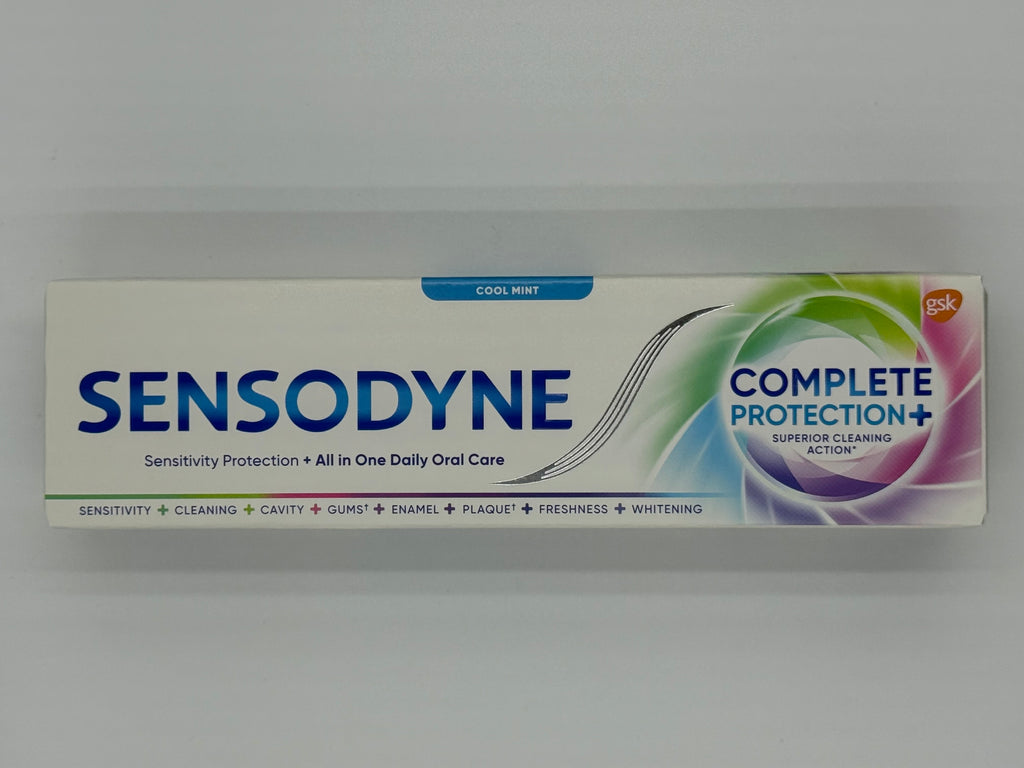 COOL MINT
gsk
SENSODYNE
COMPLETE
PROTECTION+
SUPERIOR CLEANING
ACTION*
Sensitivity Protection + All in One Daily Oral Care
SENSITIVITY + CLEANING + CAVITY + GUMS† + ENAMEL + PLAQUE† + FRESHNESS + WHITENING